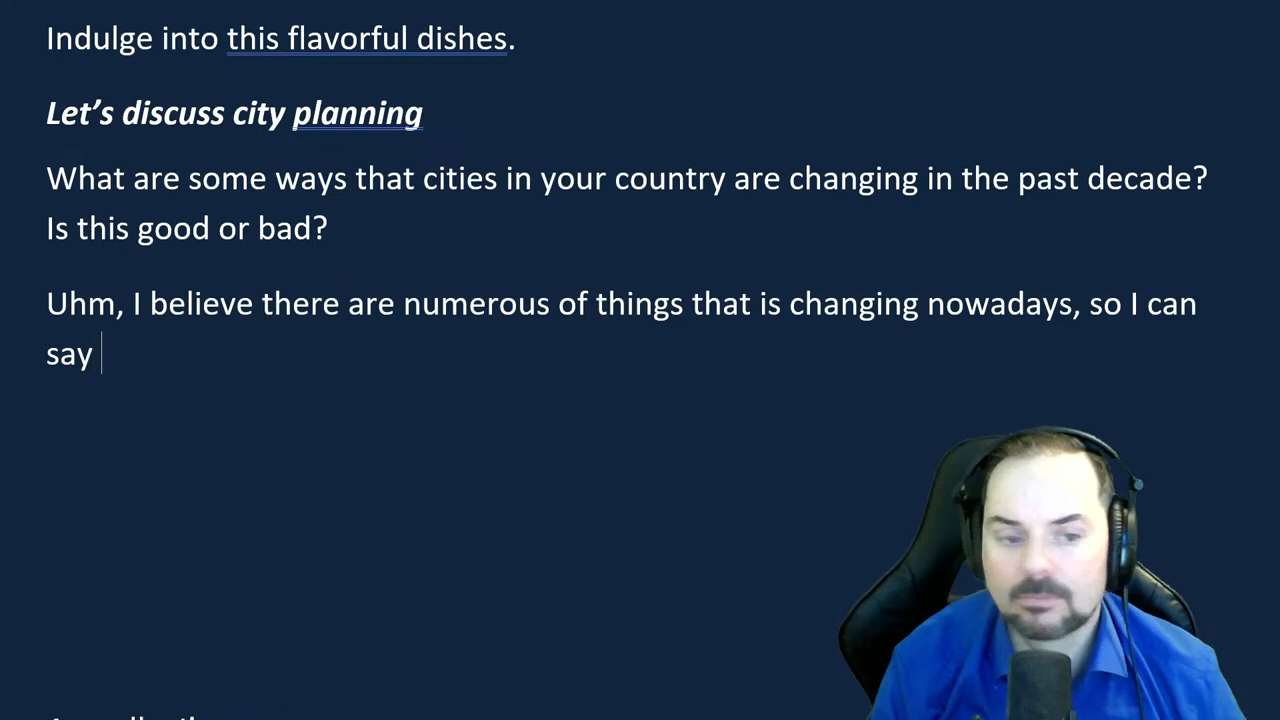 Indulge into this flavorful dishes.
Let's discuss city planning
What are some ways that cities in your country are changing in the past decade?
Is this good or bad?
Uhm, I believe there are numerous of things that is changing nowadays, so I can
say